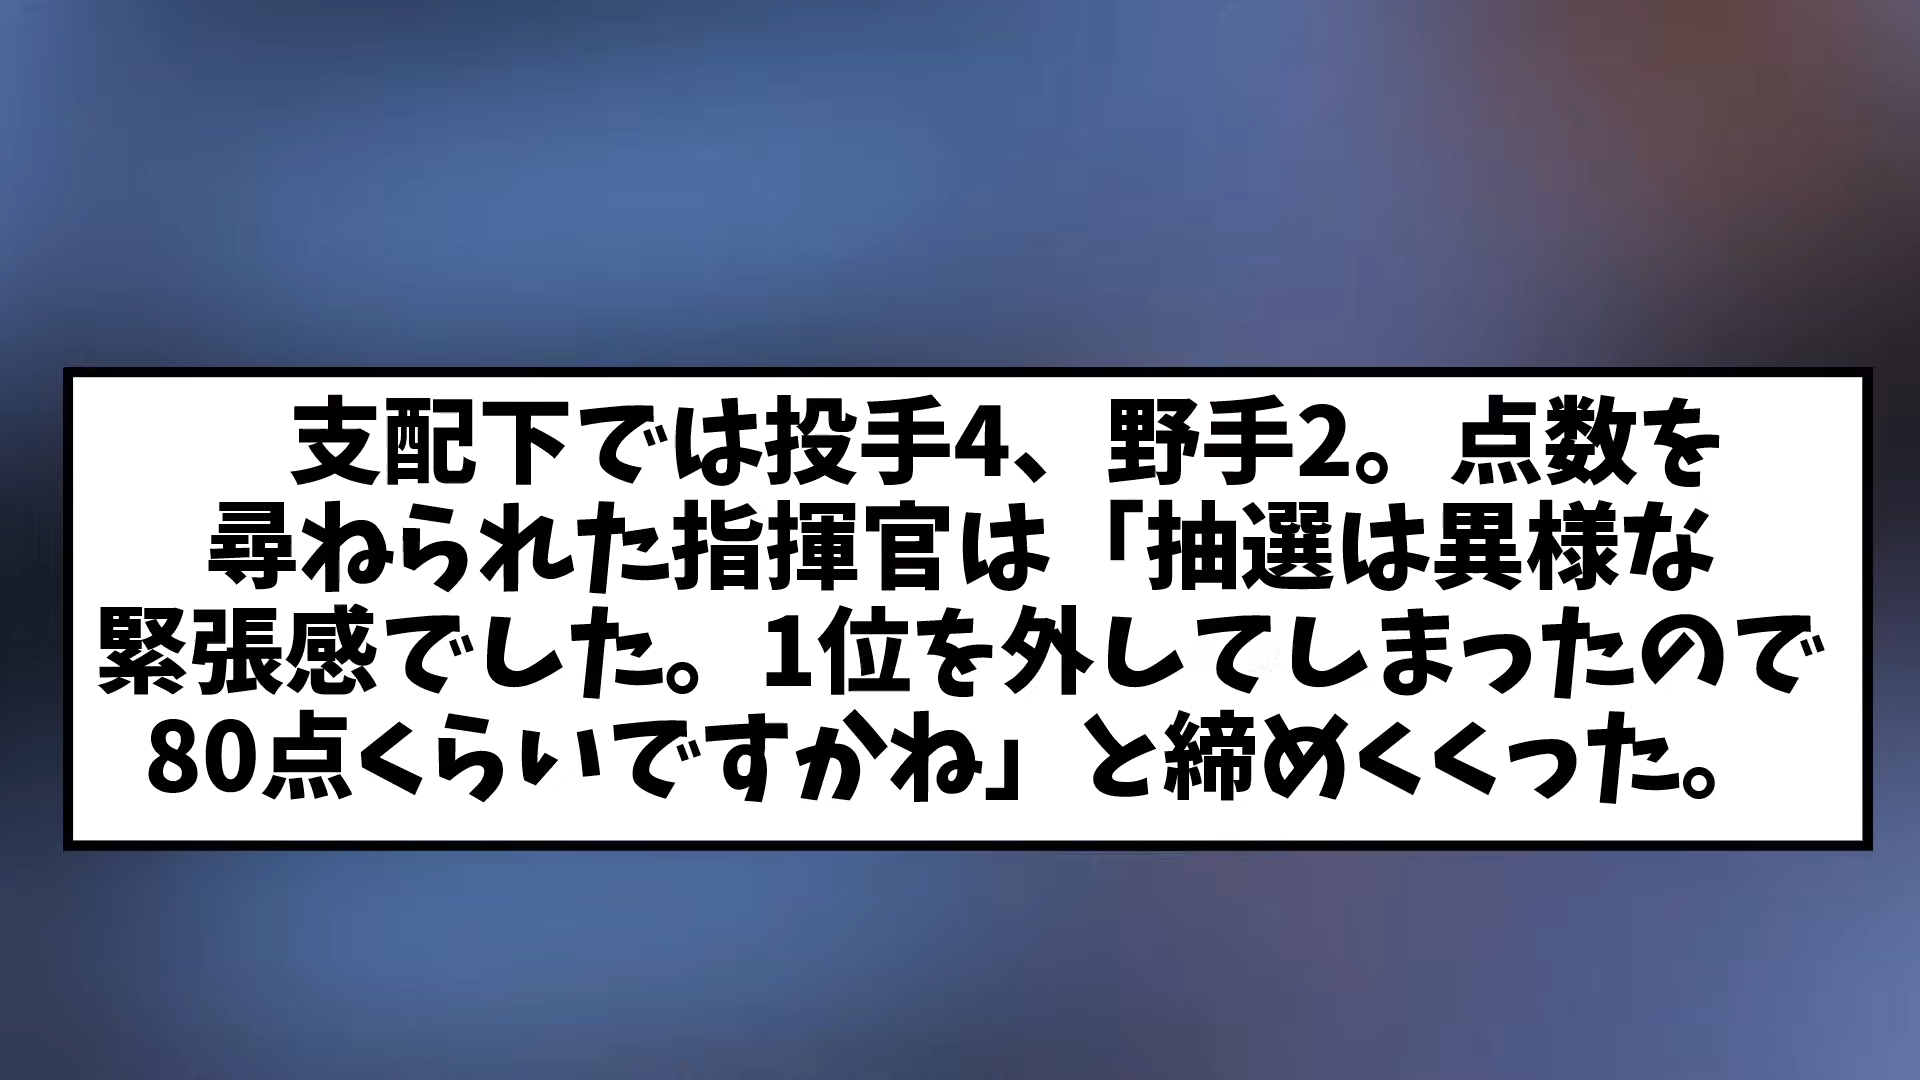 支配下では投手4、野手2。点数を
尋ねられた指揮官は「抽選は異様な
緊張感でした。1位を外してしまったので
80点くらいですかね」と締めくくった。